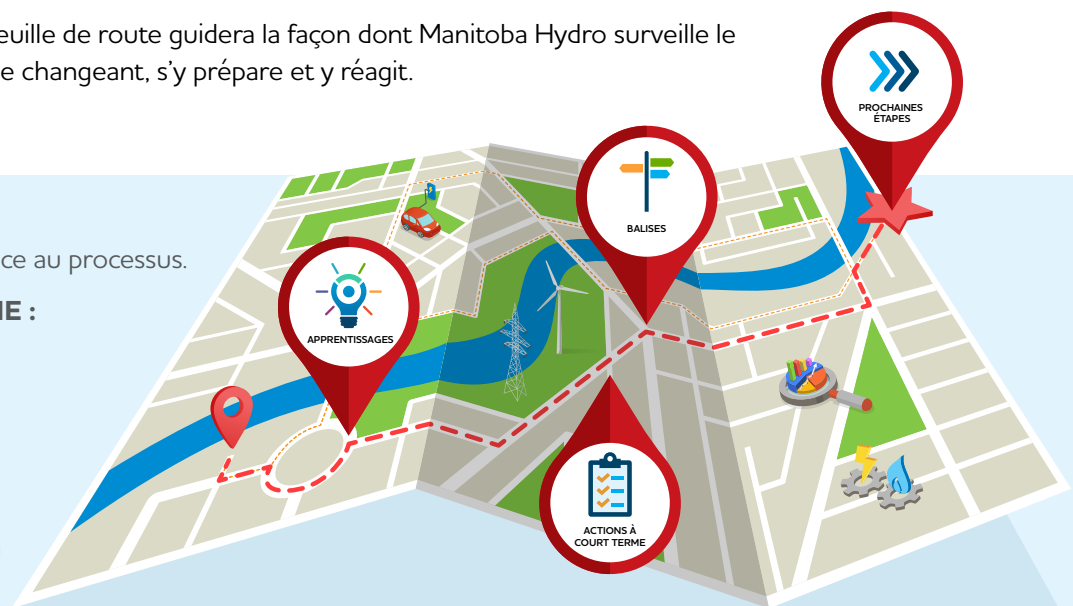 euille de route guidera la façon dont Manitoba Hydro surveille le
e changeant, s’y prépare et y réagit.
PROCHAINES
ÉTAPES
BALISES
ce au processus.
IE :
APPRENTISSAGES
ACTIONS À
COURT TERME